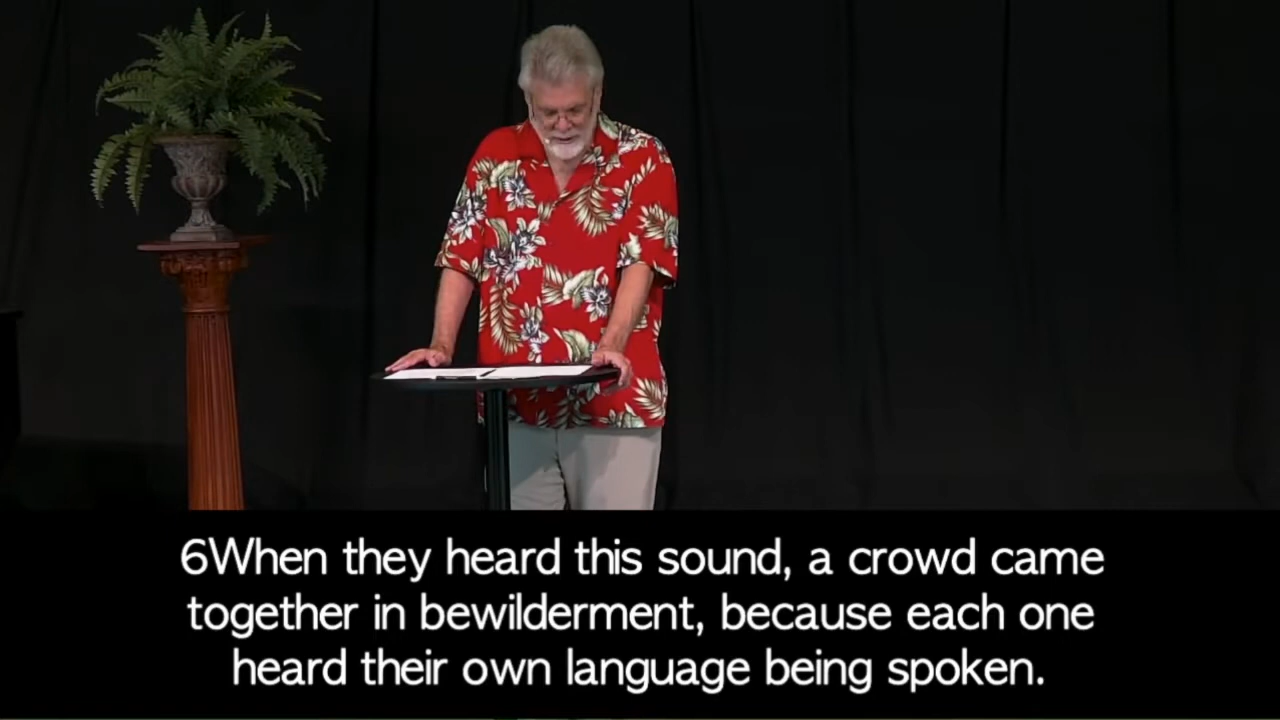 6When they heard this sound, a crowd came
together in bewilderment, because each one
heard their own language being spoken.